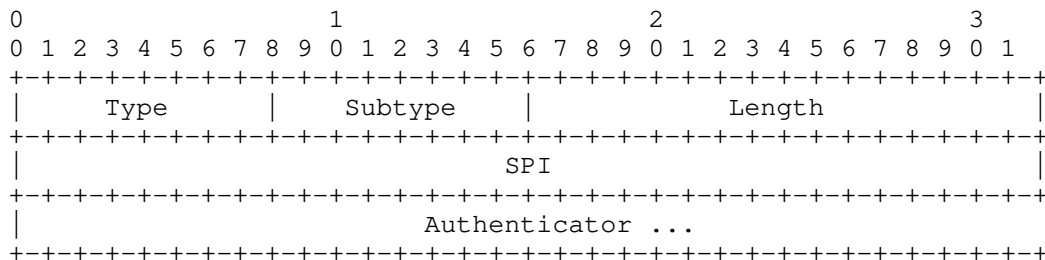 0                   1                   2                   3
0 1 2 3 4 5 6 7 8 9 0 1 2 3 4 5 6 7 8 9 0 1 2 3 4 5 6 7 8 9 0 1
+-+-+-+-+-+-+-+-+-+-+-+-+-+-+-+-+-+-+-+-+-+-+-+-+-+-+-+-+-+-+-+-+
|     Type      |    Subtype    |            Length             |
+-+-+-+-+-+-+-+-+-+-+-+-+-+-+-+-+-+-+-+-+-+-+-+-+-+-+-+-+-+-+-+-+
|                              SPI                              |
+-+-+-+-+-+-+-+-+-+-+-+-+-+-+-+-+-+-+-+-+-+-+-+-+-+-+-+-+-+-+-+-+
|                         Authenticator ...
+-+-+-+-+-+-+-+-+-+-+-+-+-+-+-+-+-+-+-+-+-+-+-+-+-+-+-+-+-+-+-+-+